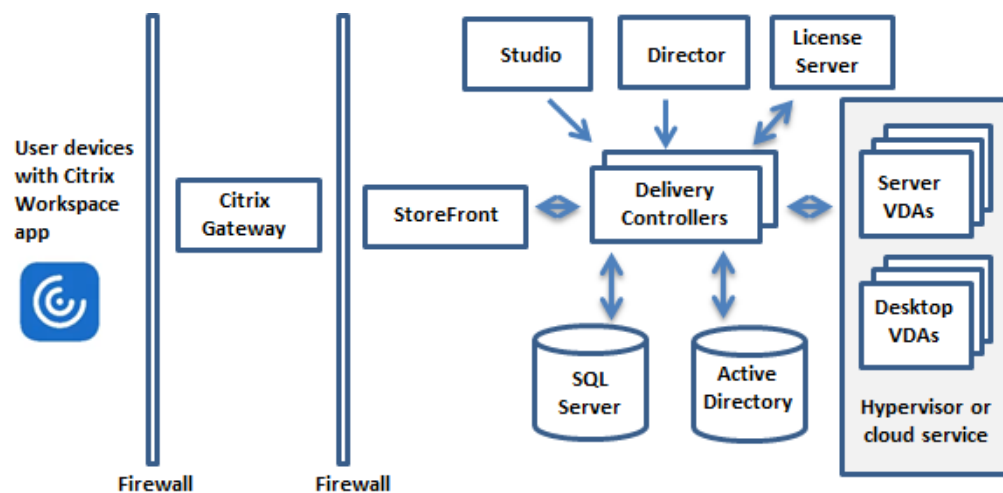 User devices
with Citrix
Workspace
app
Firewall
Citrix
Gateway
Firewall
StoreFront
Studio
Director
License
Server
Delivery
Controllers
SQL
Server
Active
Directory
Server
VDAs
Desktop
VDAs
Hypervisor or
cloud service